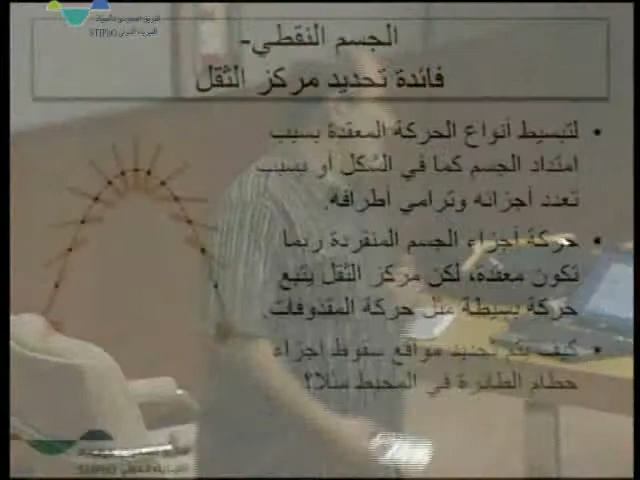 STIPhO
الجسم النقطي-
فائدة تحديد مركز الثقل
• لتبسيط أنواع الحركة المعقدة بسبب
امتداد الجسم كما في الشكل أو بسبب
تعدد أجزائه وترامي أطرافه.
• حركة أجزاء الجسم المنفردة ربما
تكون معقدة، لكن مركز الثقل يتبع
حركة بسيطة مثل حركة المقذوفات.
• كيف يتم تحديد مواقع سقوط اجزاء
حطام الطائرة في المحيط مثلا؟